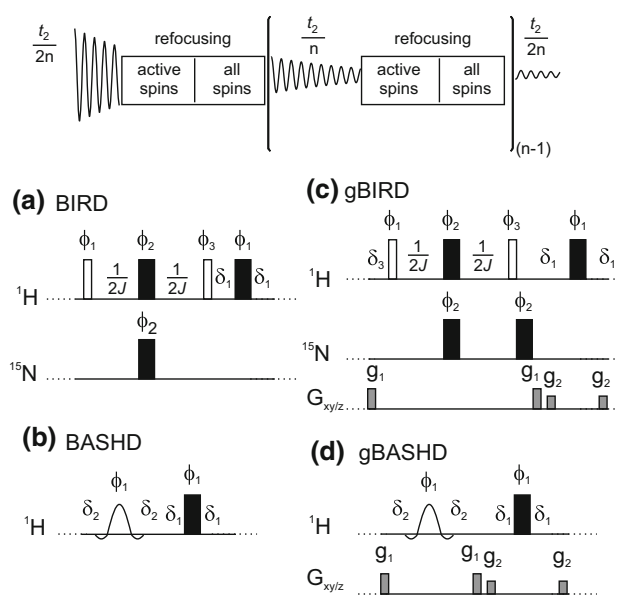 t2/2n
refocusing
active spins
all spins
t2/n
refocusing
active spins
all spins
t2/2n
(n-1)
(a) BIRD
ϕ1 ϕ2 ϕ3 ϕ1
1/2J 1/2J δ1 δ1
1H
ϕ2
15N
(b) BASHD
ϕ1 ϕ1
δ2 δ2 δ1 δ1
1H
(c) gBIRD
ϕ1 ϕ2 ϕ3 ϕ1
δ3 1/2J 1/2J δ1 δ1
1H
ϕ2 ϕ2
15N
g1 g1 g2 g2
Gxy/z
(d) gBASHD
ϕ1 ϕ1
δ2 δ2 δ1 δ1
1H
g1 g1 g2 g2
Gxy/z